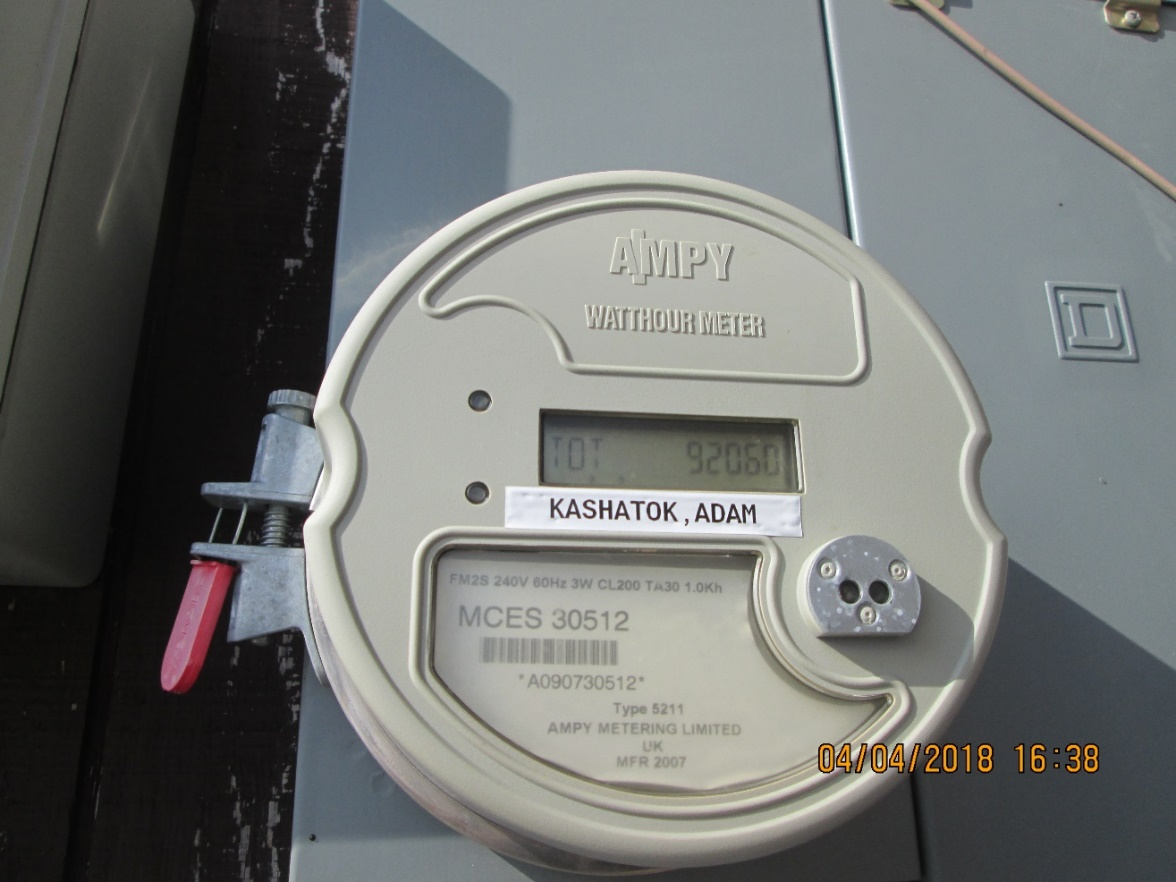 AMPY
WATTHOUR METER
TOT 92060
KASHATOK,ADAM
FM2S 240V 60Hz 3W CL200 TA30 1.0Kh
MCES 30512
*A090730512*
Type 5211
AMPY METERING LIMITED
UK
MFR 2007
D
04/04/2018 16:38